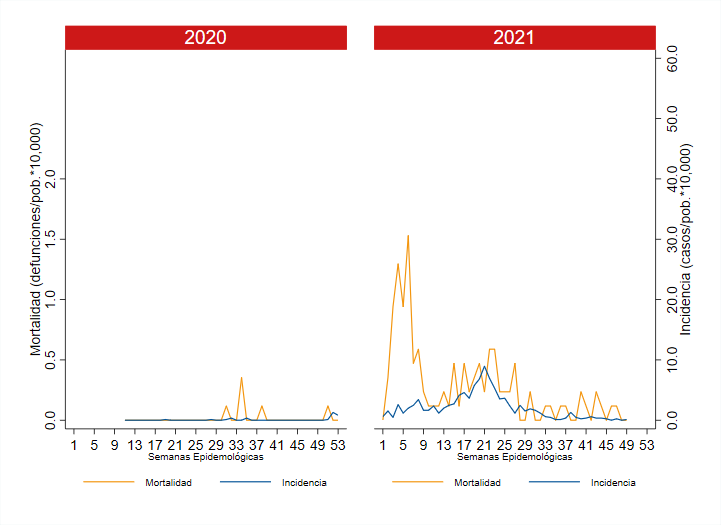 2020
2021
Mortalidad (defunciones/pob.*10,000)
2.0
1.5
1.0
0.5
0.0
60.0
50.0
40.0
30.0
20.0
10.0
0.0
Incidencia (casos/pob.*10,000)
1 5 9 13 17 21 25 29 33 37 41 45 49 53
1 5 9 13 17 21 25 29 33 37 41 45 49 53
Semanas Epidemológicas
Semanas Epidemológicas
Mortalidad Incidencia
Mortalidad Incidencia